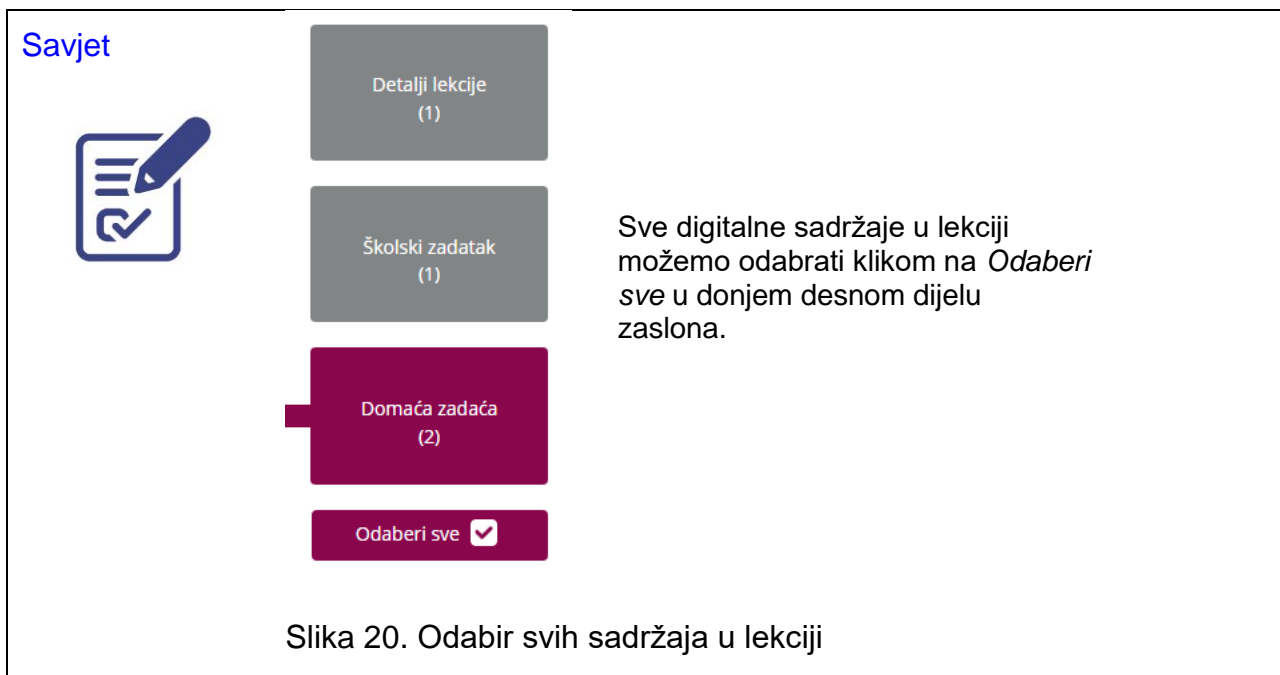 Savjet
Detalji lekcije
(1)
Školski zadatak
(1)
Domaća zadaća
(2)
Odaberi sve
Sve digitalne sadržaje u lekciji
možemo odabrati klikom na Odaberi
sve u donjem desnom dijelu
zaslona.
Slika 20. Odabir svih sadržaja u lekciji